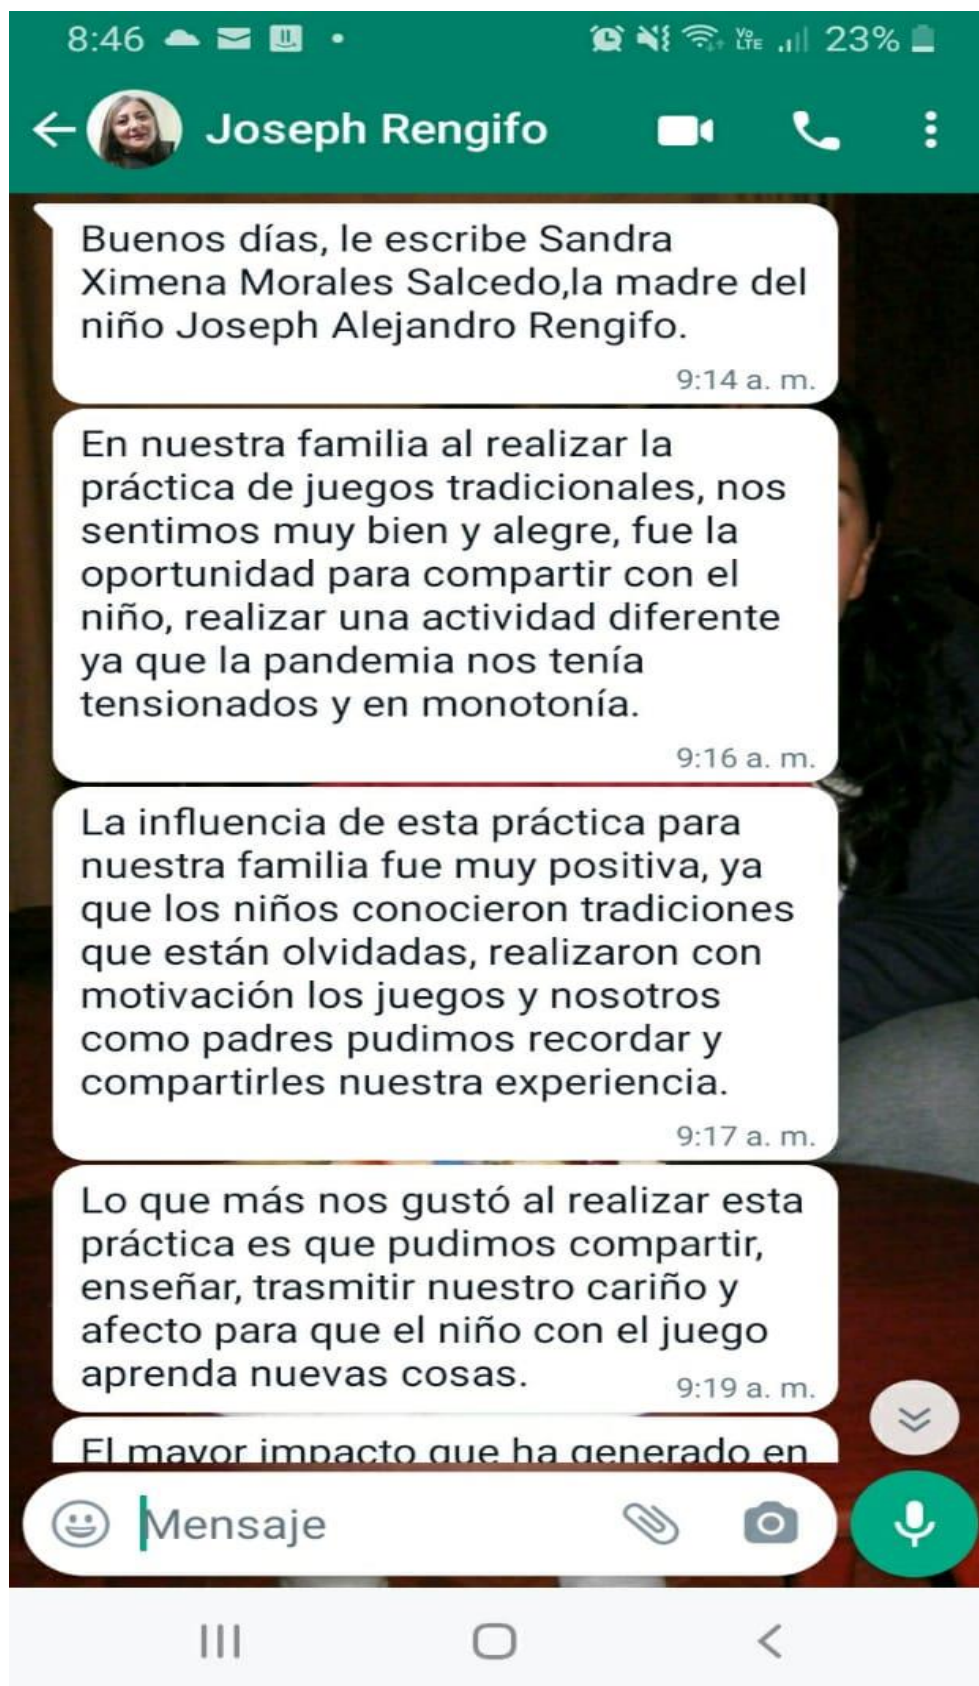 8:46
Vo
LTE
23%
Joseph Rengifo
Buenos días, le escribe Sandra
Ximena Morales Salcedo,la madre del
niño Joseph Alejandro Rengifo.
9:14 a. m.
En nuestra familia al realizar la
práctica de juegos tradicionales, nos
sentimos muy bien y alegre, fue la
oportunidad para compartir con el
niño, realizar una actividad diferente
ya que la pandemia nos tenía
tensionados y en monotonía.
9:16 a. m.
La influencia de esta práctica para
nuestra familia fue muy positiva, ya
que los niños conocieron tradiciones
que están olvidadas, realizaron con
motivación los juegos y nosotros
como padres pudimos recordar y
compartirles nuestra experiencia.
9:17 a. m.
Lo que más nos gustó al realizar esta
práctica es que pudimos compartir,
enseñar, trasmitir nuestro cariño y
afecto para que el niño con el juego
aprenda nuevas cosas.
9:19 a. m.
El mayor impacto que ha generado en
Mensaje